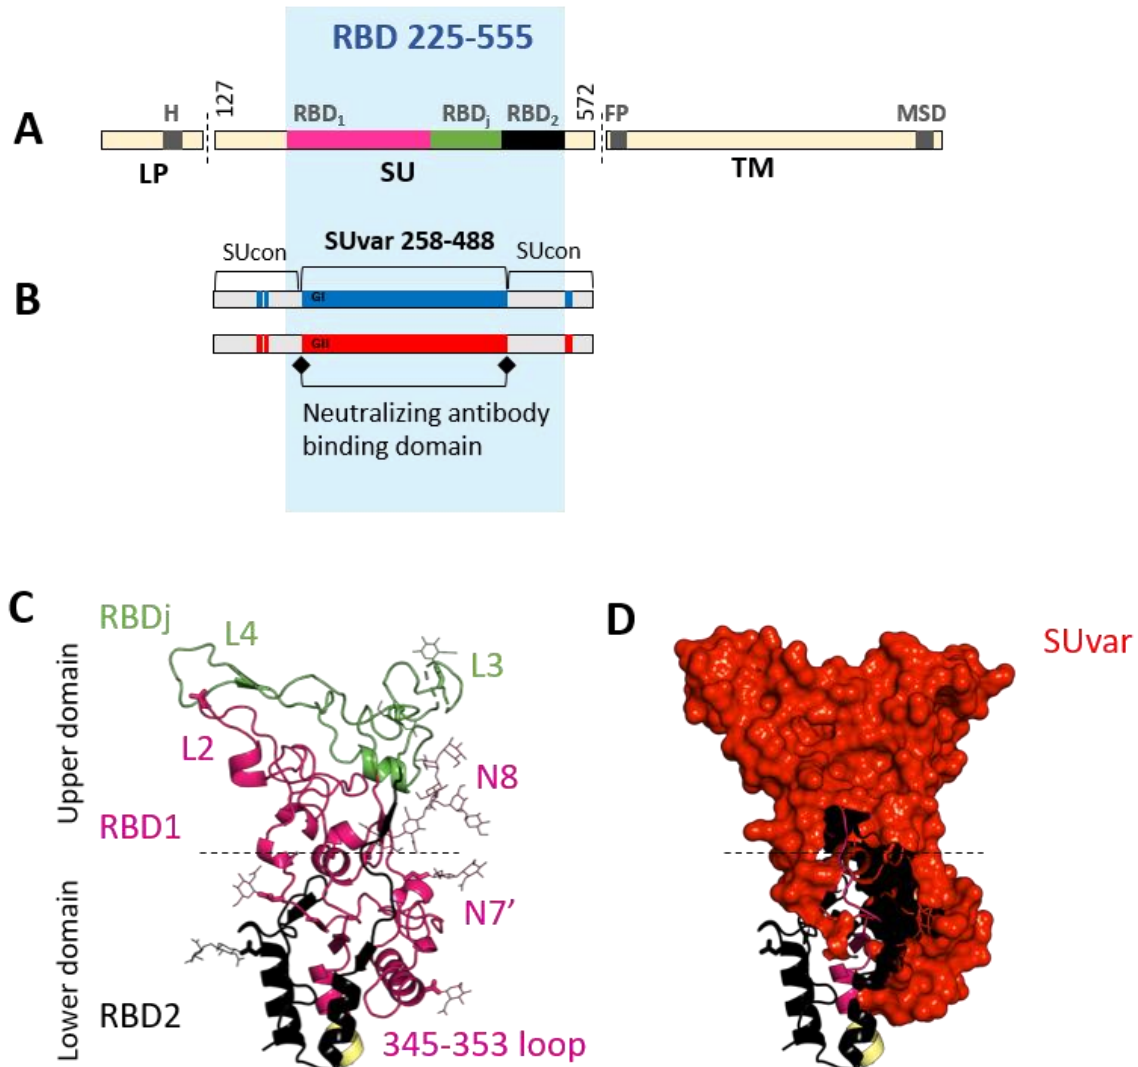 RBD 225-555
A
H
127
RBD1
RBDj
RBD2
572
FP
MSD
LP
SU
TM
B
SUcon
SUvar 258-488
SUcon
GI
GII
Neutralizing antibody
binding domain
C
RBDj
L4
L3
L2
N8
RBD1
N7’
RBD2
345-353 loop
Upper domain
Lower domain
D
SUvar